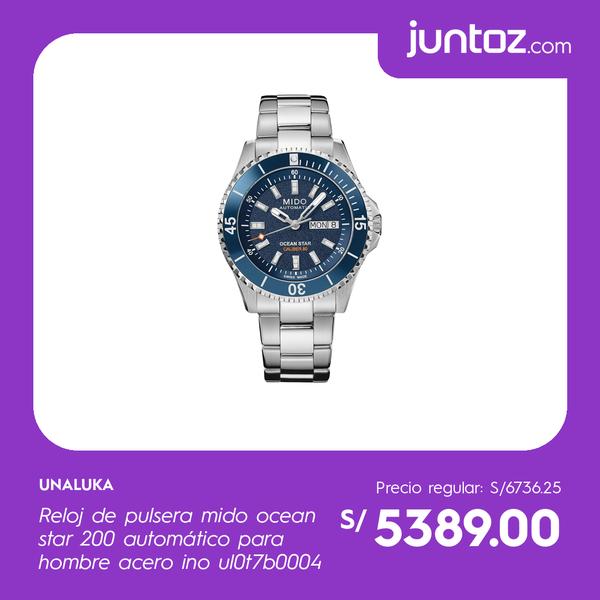 juntoz.com
60
MIDO
AUTOMATIC
45
MON 8
15
OCEAN STAR
CALIBER 80
SWISS MADE
30
UNALUKA
Reloj de pulsera mido ocean
star 200 automático para
hombre acero ino ul0t7b0004
Precio regular: S/6736.25
S/ 5389.00